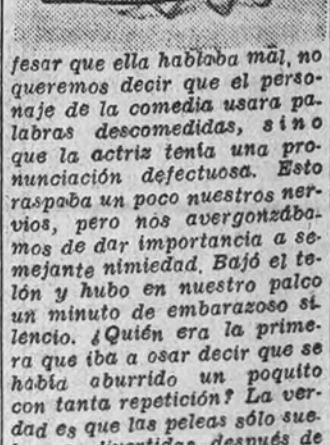 fesar que ella hablaba mal, no
queremos decir que el perso-
naje de la comedia usara pa-
labras descomedidas, sino
que la actriz tenía una pro-
nunciación defectuosa. Esto
raspaba un poco nuestros ner-
vios, pero nos avergonzába-
mos de dar importancia a se-
mejante nimiedad. Bajó el te-
lón y hubo en nuestro palco
un minuto de embarazoso si-
lencio. ¿Quién era la prime-
ra que iba a osar decir que se
había aburrido un poquito
con tanta repetición? La ver-
dad es que las peleas sólo sue-
divertidas después de